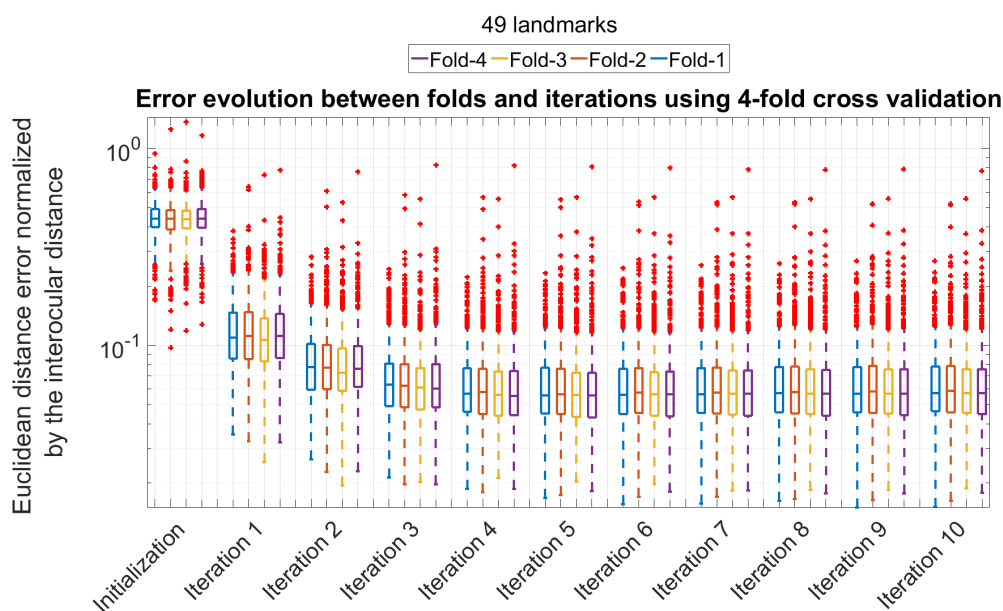 49 landmarks
Fold-4 Fold-3 Fold-2 Fold-1
Error evolution between folds and iterations using 4-fold cross validation
Euclidean distance error normalized
by the interocular distance
10^0
10^-1
Initialization
Iteration 1
Iteration 2
Iteration 3
Iteration 4
Iteration 5
Iteration 6
Iteration 7
Iteration 8
Iteration 9
Iteration 10